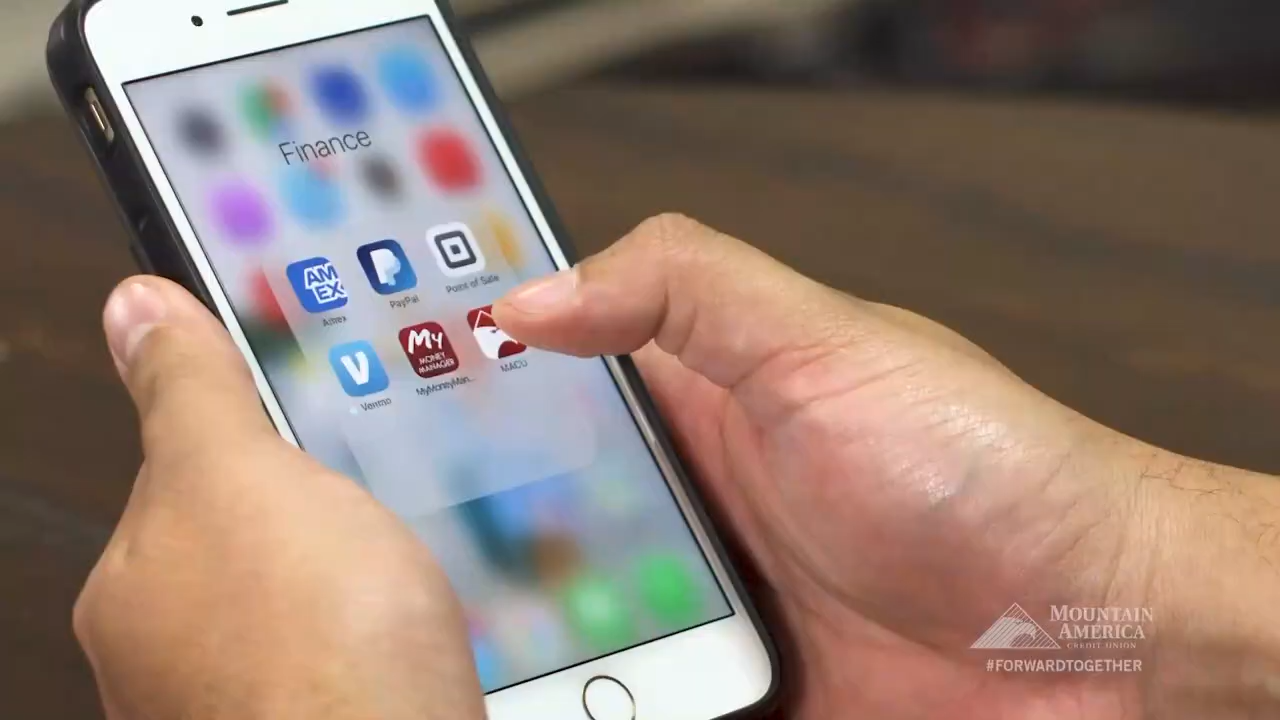 Finance
AM
EX
Amex
PayPal
Point of Sale
V
My
MONEY
MANAGER
Venmo
MyMoneyMan...
MACU
MOUNTAIN
AMERICA
CREDIT UNION
#FORWARDTOGETHER